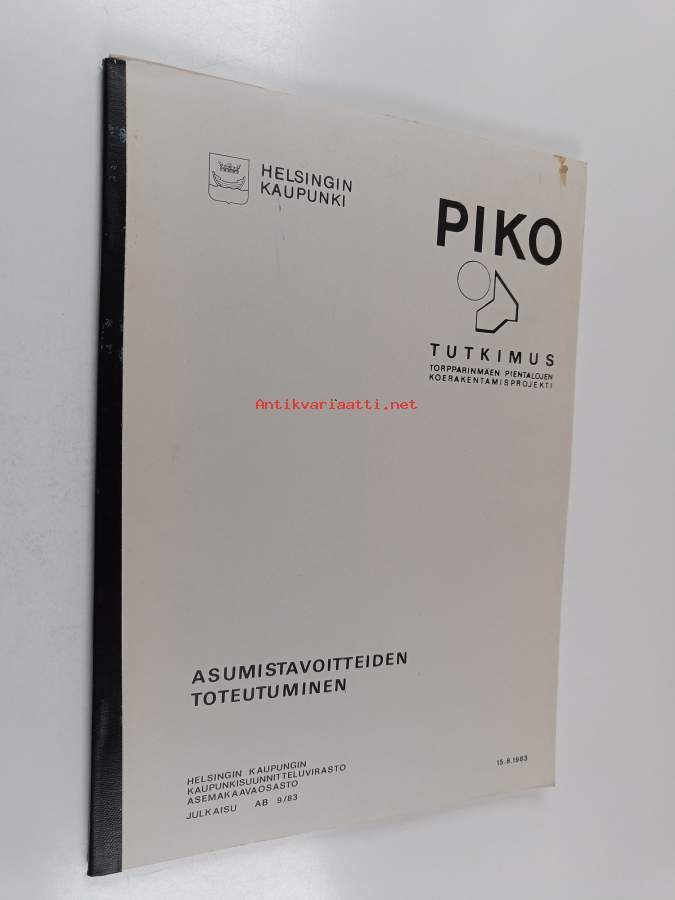 HELSINGIN
KAUPUNKI
PIKO
TUTKIMUS
TORPPARINMÄEN PIENTALOJEN
KOERAKENTAMISPROJEKTI
Antikvariaatti.net
ASUMISTAVOITTEIDEN
TOTEUTUMINEN
15.8.1983
HELSINGIN KAUPUNGIN
KAUPUNKISUUNNITTELUVIRASTO
ASEMAKAAVAOSASTO
JULKAISU AB 9/83